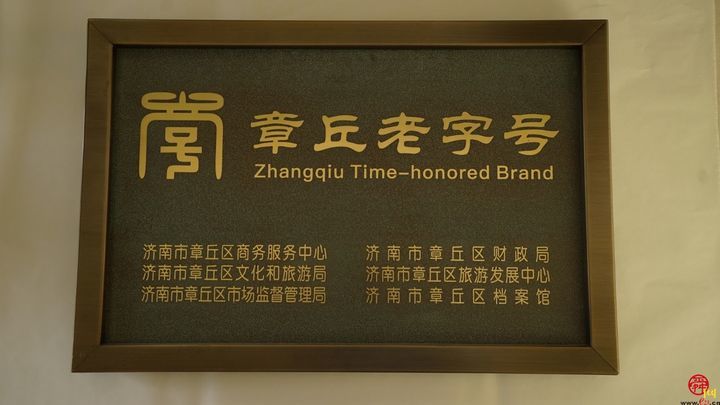 章丘老字号
Zhangqiu Time-honored Brand
济南市章丘区商务服务中心
济南市章丘区文化和旅游局
济南市章丘区市场监督管理局
济南市章丘区财政局
济南市章丘区旅游发展中心
济南市章丘区档案馆